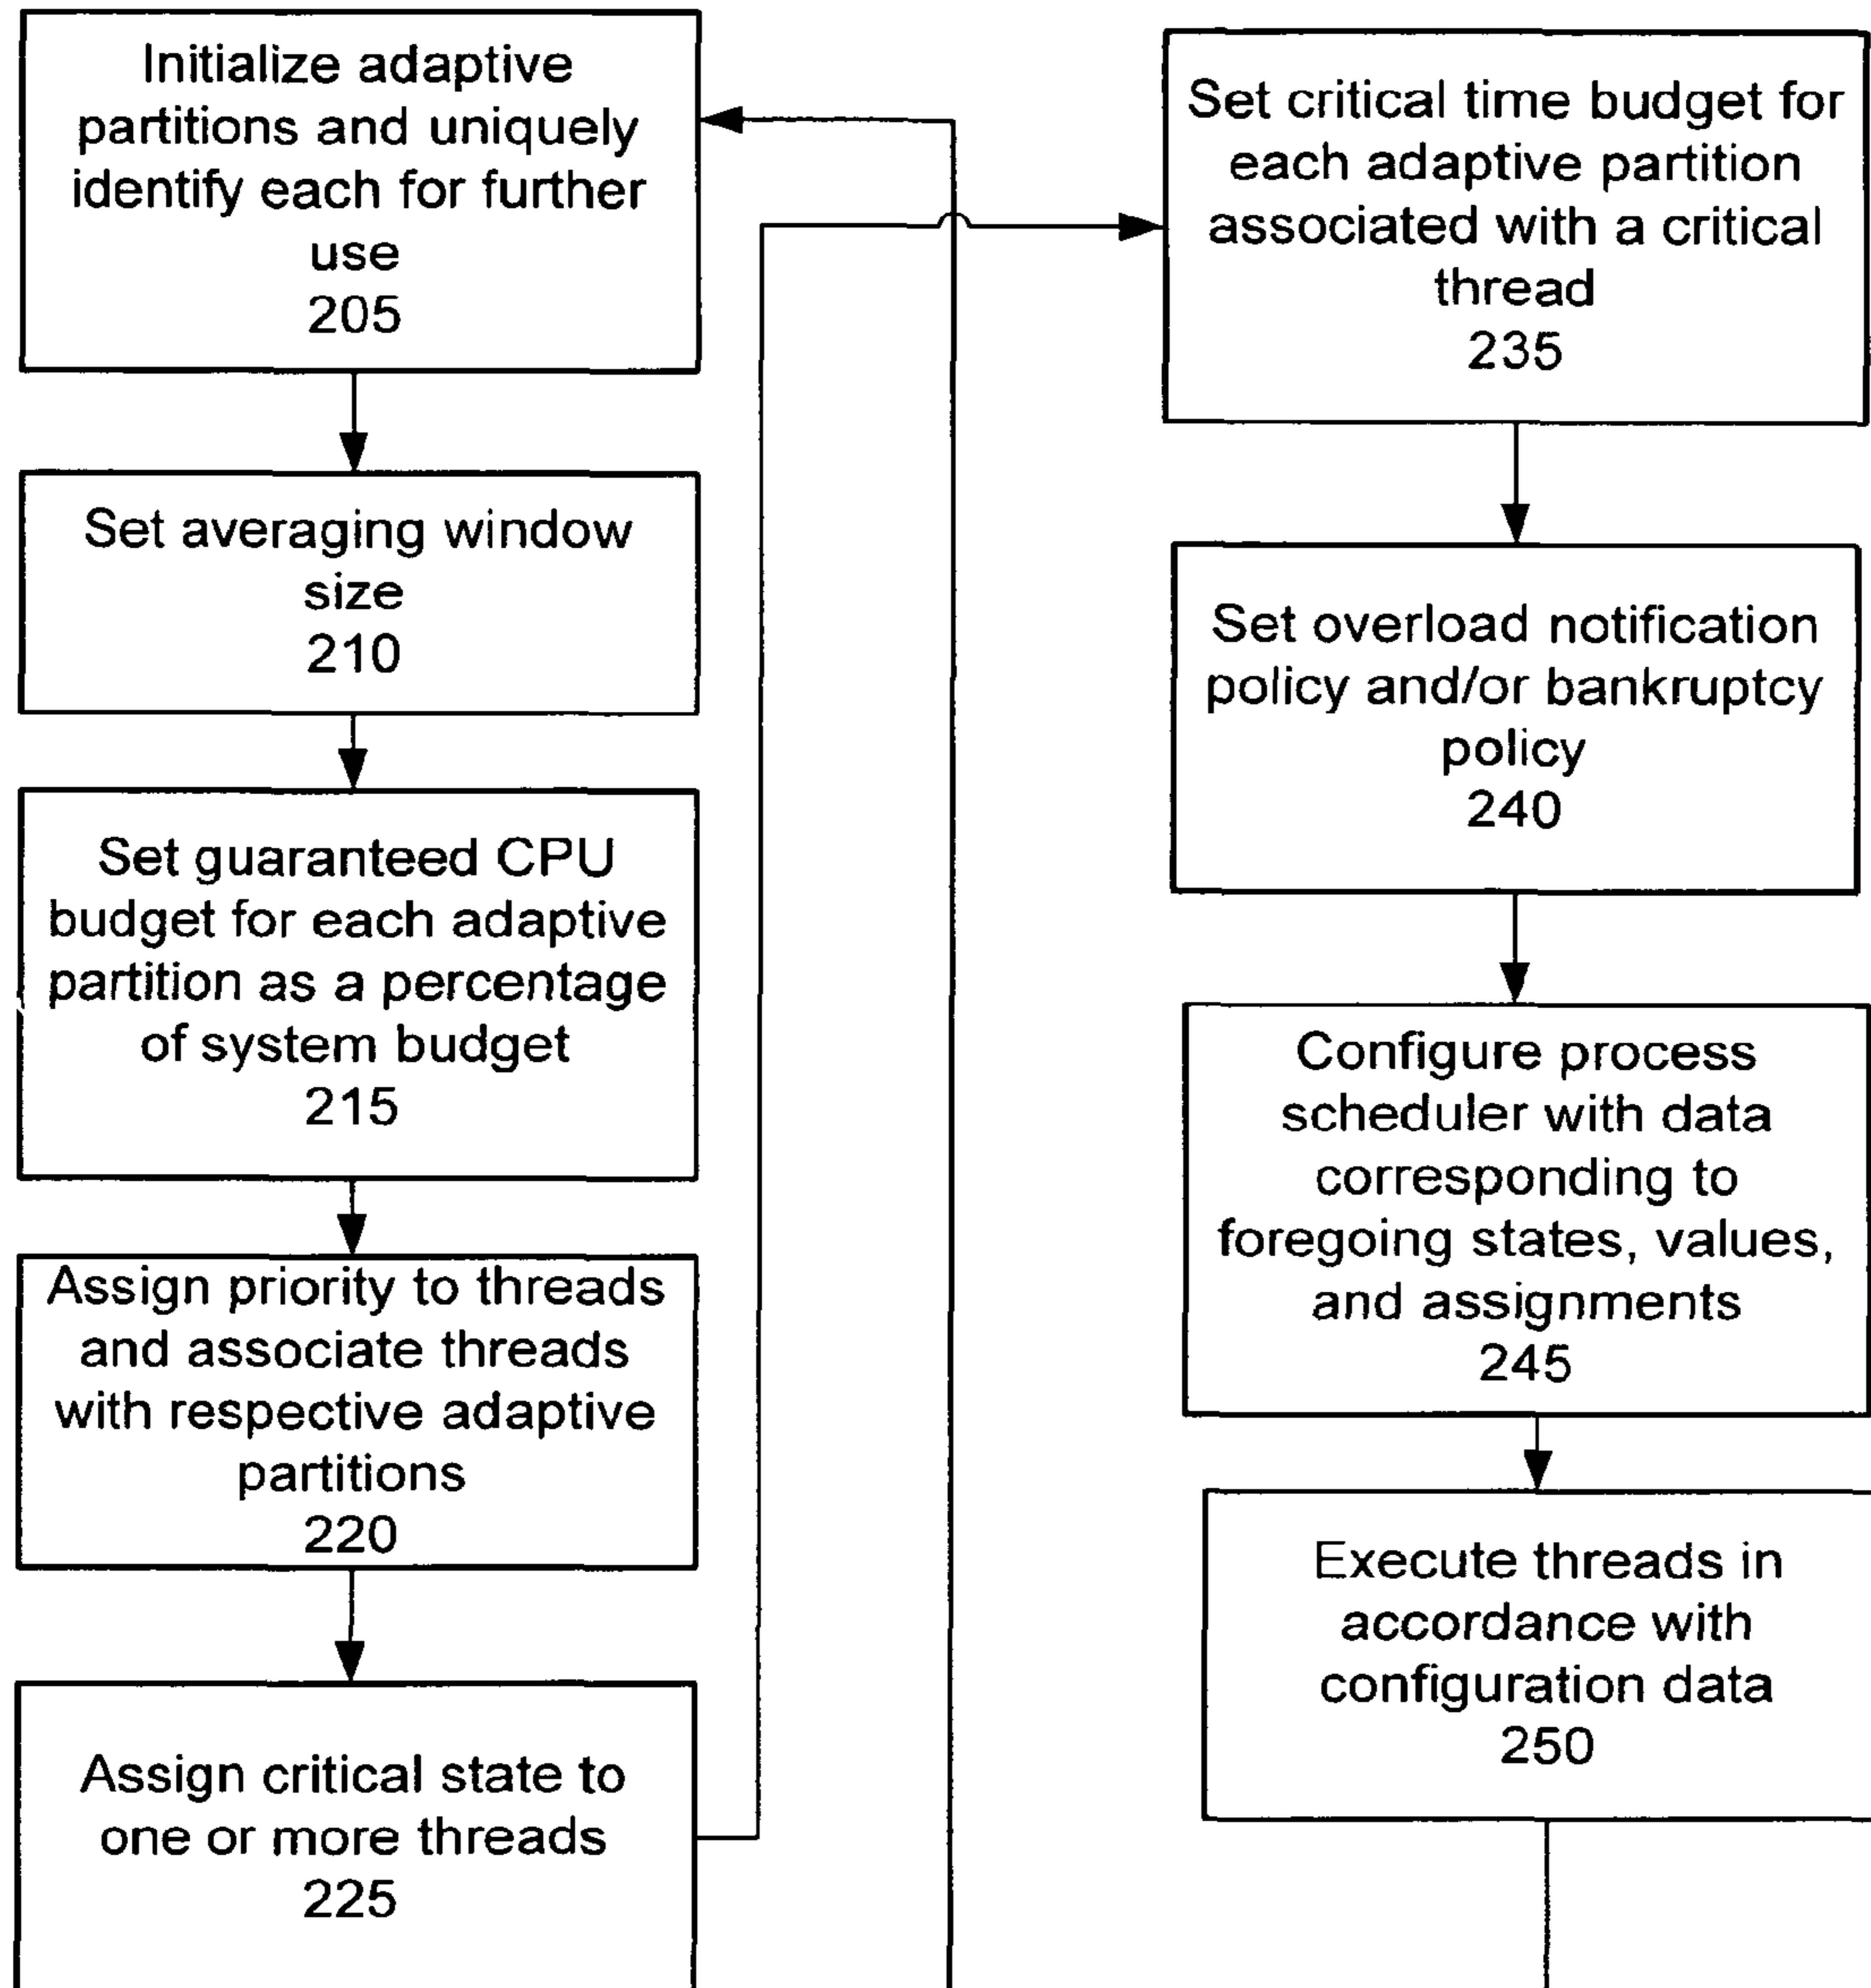 Initialize adaptive
partitions and uniquely
identify each for further
use
205
Set averaging window
size
210
Set guaranteed CPU
budget for each adaptive
partition as a percentage
of system budget
215
Assign priority to threads
and associate threads
with respective adaptive
partitions
220
Assign critical state to
one or more threads
225
Set critical time budget for
each adaptive partition
associated with a critical
thread
235
Set overload notification
policy and/or bankruptcy
policy
240
Configure process
scheduler with data
corresponding to
foregoing states, values,
and assignments
245
Execute threads in
accordance with
configuration data
250